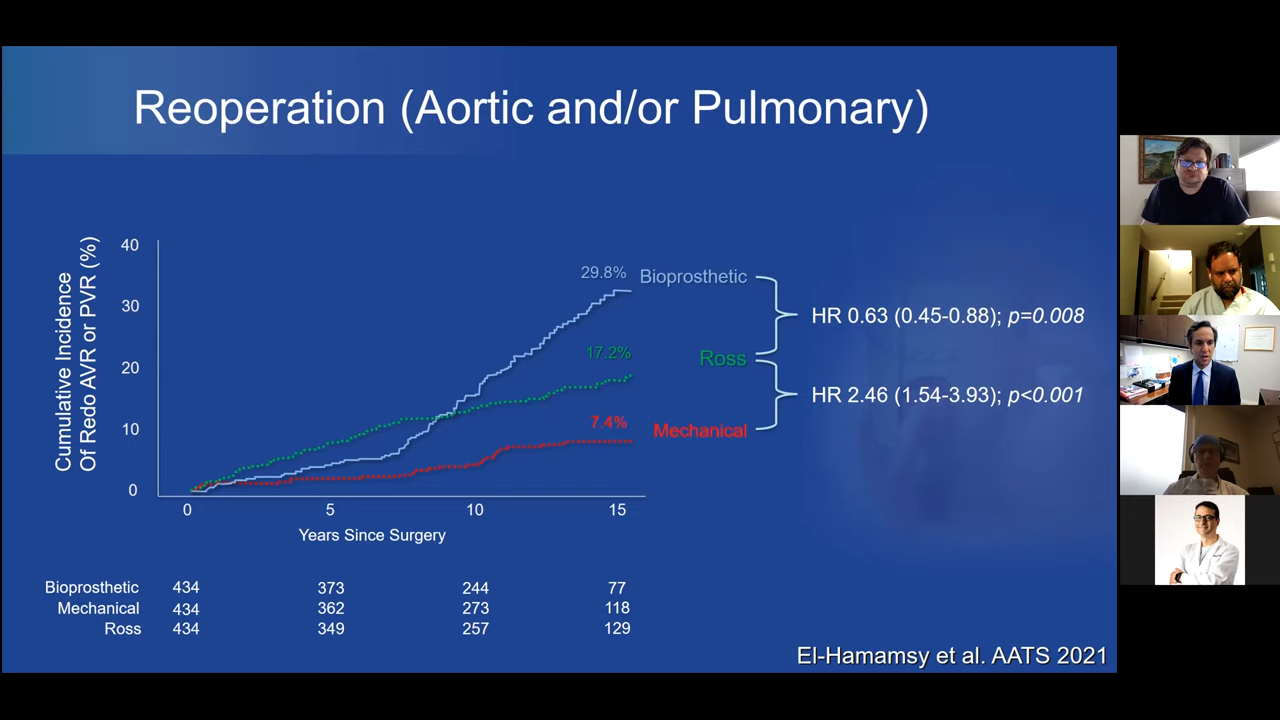 Reoperation (Aortic and/or Pulmonary)
Cumulative Incidence
Of Redo AVR or PVR (%)
40
30
20
10
0
29.8%
Bioprosthetic
17.2%
Ross
7.4%
Mechanical
HR 0.63 (0.45-0.88); p=0.008
HR 2.46 (1.54-3.93); p<0.001
0 5 10 15
Years Since Surgery
Bioprosthetic 434 373 244 77
Mechanical 434 362 273 118
Ross 434 349 257 129
El-Hamamsy et al. AATS 2021